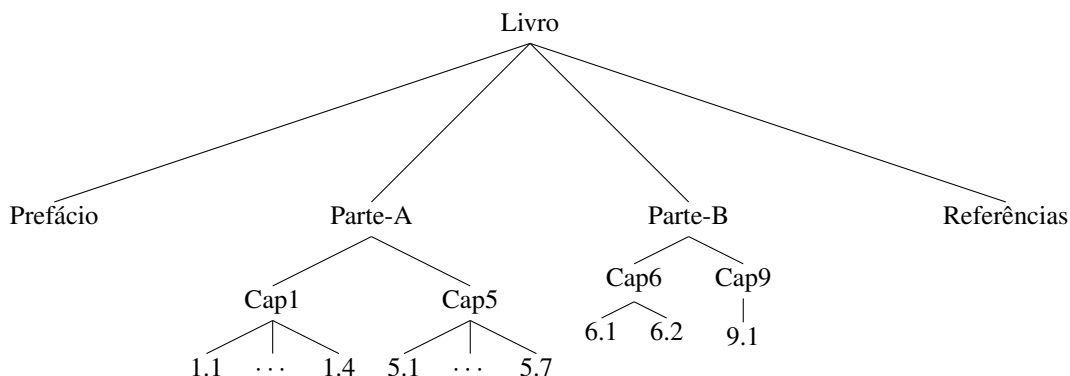 Livro
Prefácio Parte-A Parte-B Referências
Cap1 Cap5 Cap6 Cap9
1.1 ··· 1.4 5.1 ··· 5.7 6.1 6.2 9.1